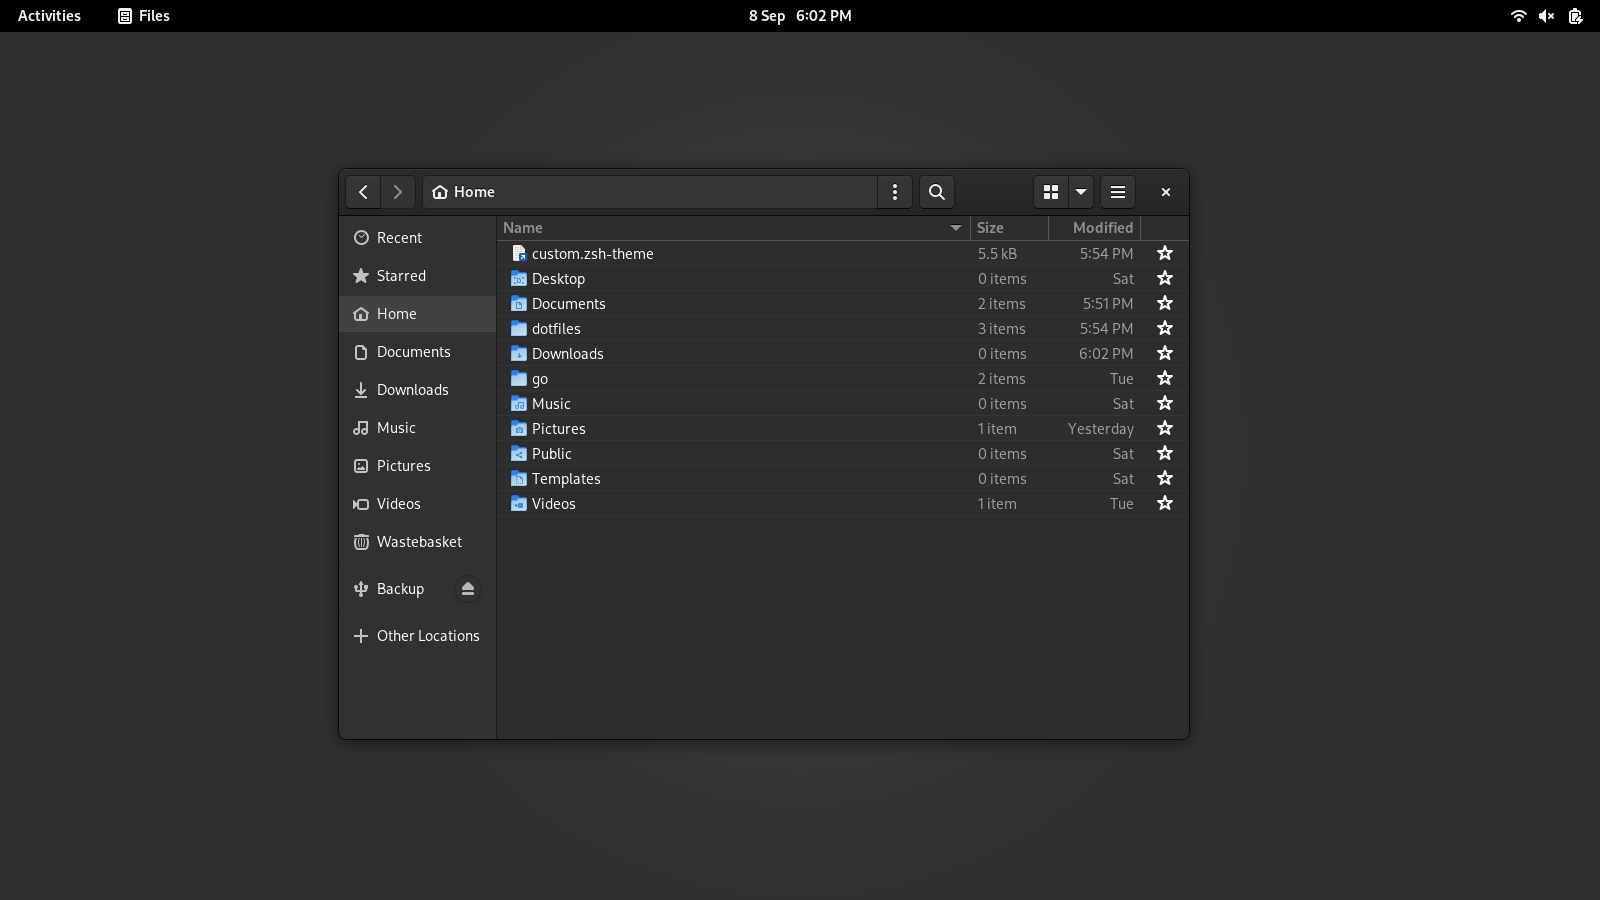 Activities Files 8 Sep 6:02 PM
Home
Name Size Modified
Recent
Starred
Home
Documents
Downloads
Music
Pictures
Videos
Wastebasket
Backup
Other Locations
custom.zsh-theme 5.5 kB 5:54 PM
Desktop 0 items Sat
Documents 2 items 5:51 PM
dotfiles 3 items 5:54 PM
Downloads 0 items 6:02 PM
go 2 items Tue
Music 0 items Sat
Pictures 1 item Yesterday
Public 0 items Sat
Templates 0 items Sat
Videos 1 item Tue